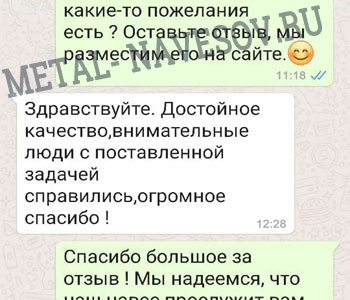 какие-то пожелания
есть ? Оставьте отзыв, мы
разместим его на сайте.😊
11:18
METAL-NAVESOV.RU
Здравствуйте. Достойное
качество,внимательные
люди с поставленной
задачей
справились,огромное
спасибо !
12:28
Спасибо большое за
отзыв ! Мы надеемся, что
наш навес прослужит вам